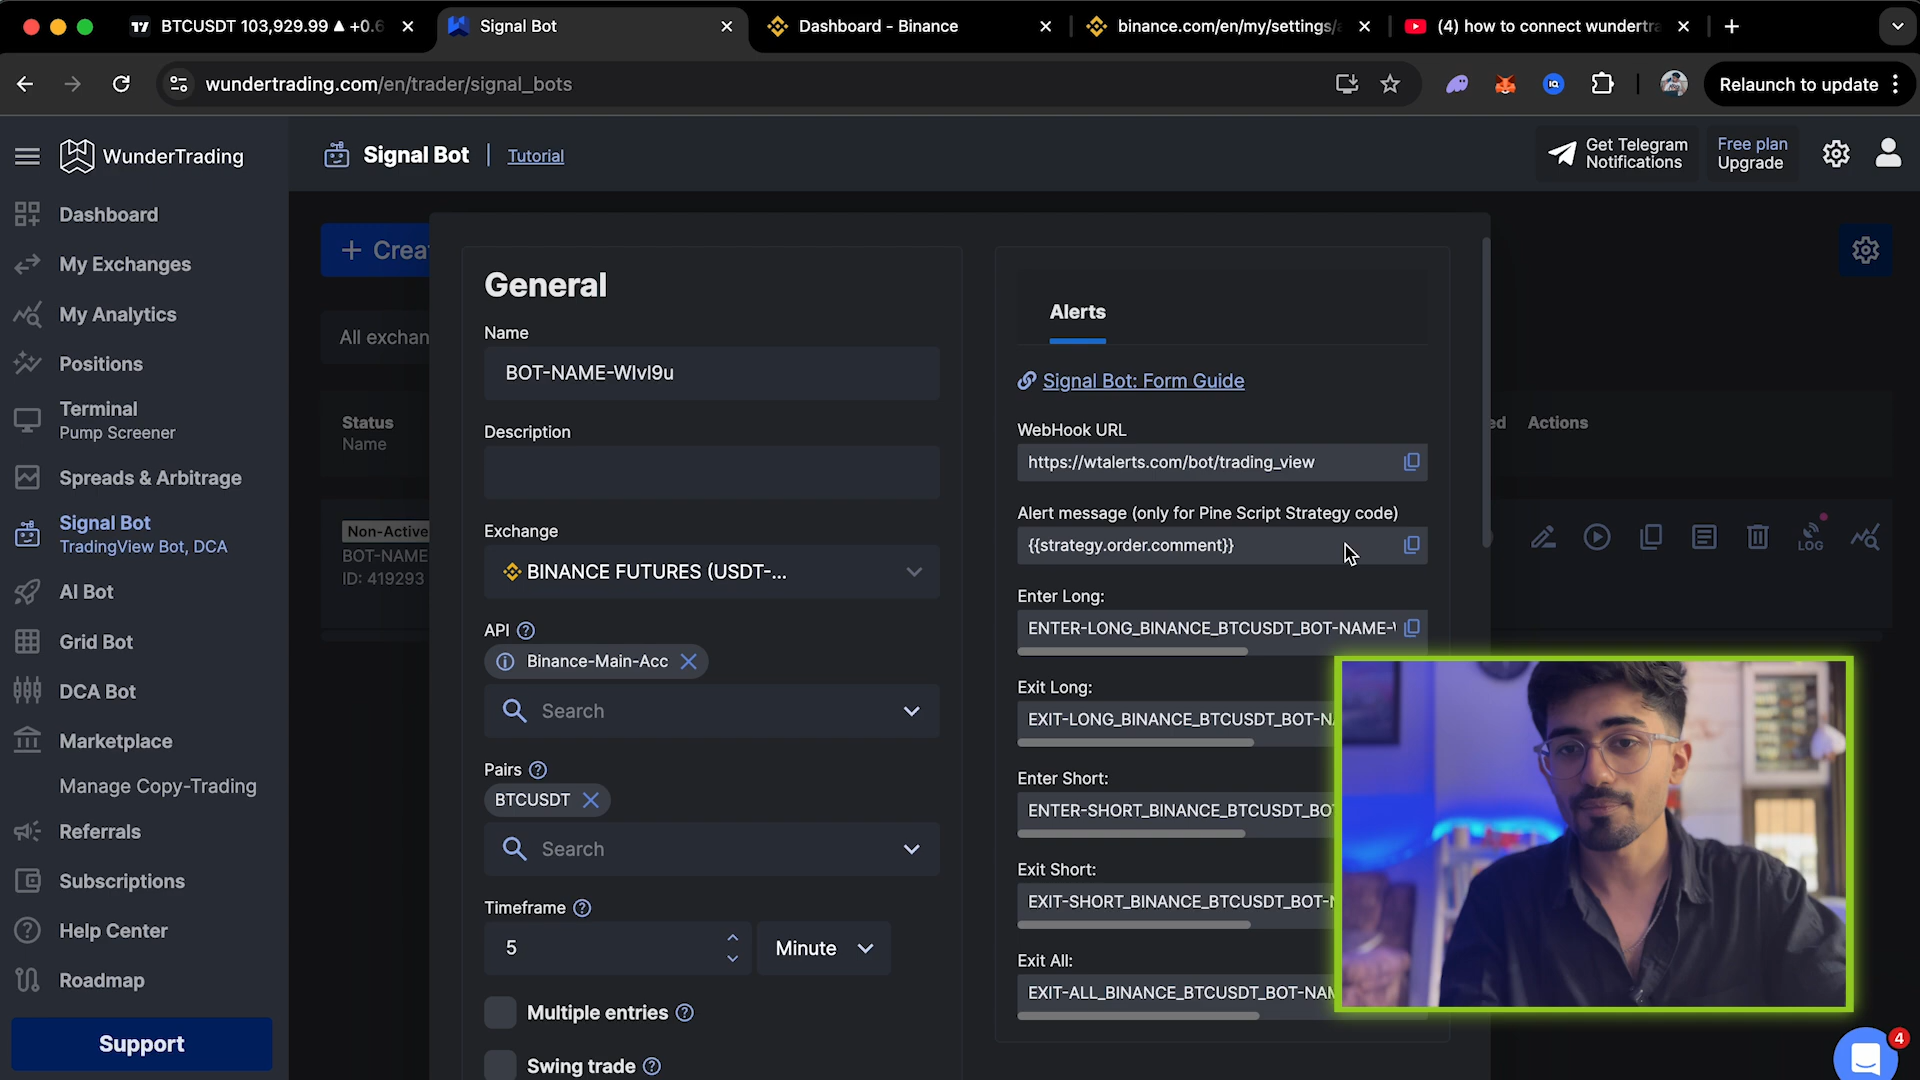 BTCUSDT 103,929.99 ▲ +0.6
Signal Bot
Dashboard - Binance
binance.com/en/my/settings/
(4) how to connect wundertra
wundertrading.com/en/trader/signal_bots
Relaunch to update
WunderTrading
Signal Bot | Tutorial
Get Telegram
Notifications
Free plan
Upgrade
Dashboard
My Exchanges
My Analytics
Positions
Terminal
Pump Screener
Spreads & Arbitrage
Signal Bot
TradingView Bot, DCA
AI Bot
Grid Bot
DCA Bot
Marketplace
Manage Copy-Trading
Referrals
Subscriptions
Help Center
Roadmap
Support
+ Crea
All exchan
Status
Name
Non-Active
BOT-NAME
ID: 419293
General
Name
BOT-NAME-WIvI9u
Description
Exchange
BINANCE FUTURES (USDT-...
API
Binance-Main-Acc
Search
Pairs
BTCUSDT
Search
Timeframe
5
Minute
Multiple entries
Swing trade
Alerts
Signal Bot: Form Guide
WebHook URL
https://wtalerts.com/bot/trading_view
Alert message (only for Pine Script Strategy code)
{{strategy.order.comment}}
Enter Long:
ENTER-LONG_BINANCE_BTCUSDT_BOT-NAME-
Exit Long:
EXIT-LONG_BINANCE_BTCUSDT_BOT-NA
Enter Short:
ENTER-SHORT_BINANCE_BTCUSDT_BOT
Exit Short:
EXIT-SHORT_BINANCE_BTCUSDT_BOT-N
Exit All:
EXIT-ALL_BINANCE_BTCUSDT_BOT-NAM
ed
Actions
LOG
4